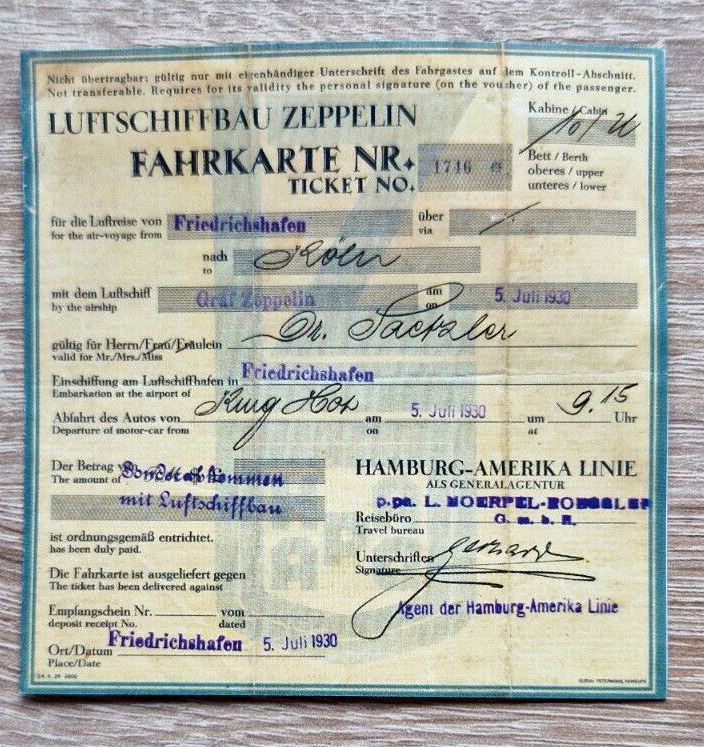 Nicht übertragbar; gültig nur mit eigenhändiger Unterschrift des Fahrgastes auf dem Kontroll-Abschnitt.
Not transferable. Requires for its validity the personal signature (on the voucher) of the passenger.
LUFTSCHIFFBAU ZEPPELIN
Kabine / Cabin 10/
FAHRKARTE NR. 1746
TICKET NO.
Bett / Berth
oberes / upper
unteres / lower
für die Luftreise von Friedrichshafen über
for the air-voyage from via
nach Köln
to
mit dem Luftschiff Graf Zeppelin am 5. Juli 1930
by the airship on
gültig für Herrn/Frau/Fräulein Dr. Paetzler
valid for Mr./Mrs./Miss
Einschiffung am Luftschiffhafen in Friedrichshafen
Embarkation at the airport of
Abfahrt des Autos von am 5. Juli 1930 um 9.15 Uhr
Departure of motor-car from on at
Der Betrag
The amount of
mit Luftschiffbau
ist ordnungsgemäß entrichtet.
has been duly paid.
Die Fahrkarte ist ausgeliefert gegen
The ticket has been delivered against
Empfangschein Nr. vom
deposit receipt No. dated
Ort/Datum Friedrichshafen 5. Juli 1930
Place/Date
HAMBURG-AMERIKA LINIE
ALS GENERALAGENTUR
p.pa. L.
Reisebüro G. m. b. H.
Travel bureau
Unterschriften
Signature
Agent der Hamburg-Amerika Linie